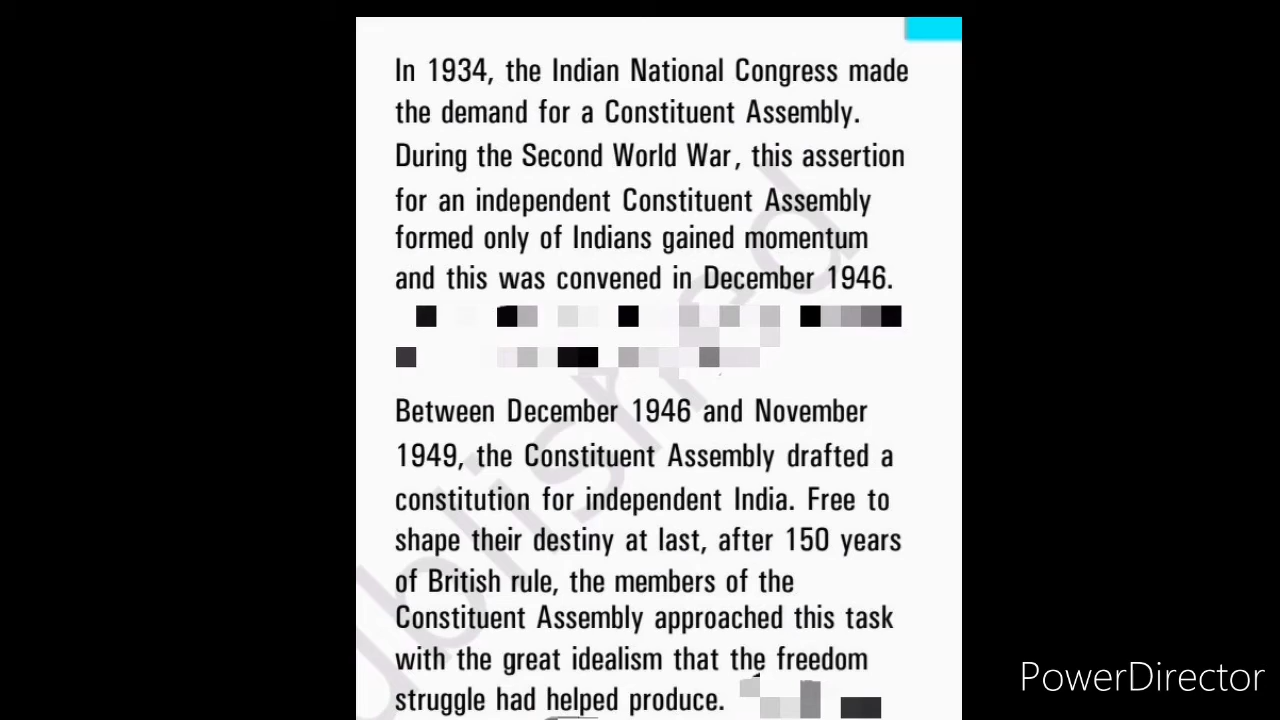 In 1934, the Indian National Congress made
the demand for a Constituent Assembly.
During the Second World War, this assertion
for an independent Constituent Assembly
formed only of Indians gained momentum
and this was convened in December 1946.
Between December 1946 and November
1949, the Constituent Assembly drafted a
constitution for independent India. Free to
shape their destiny at last, after 150 years
of British rule, the members of the
Constituent Assembly approached this task
with the great idealism that the freedom
struggle had helped produce.
PowerDirector